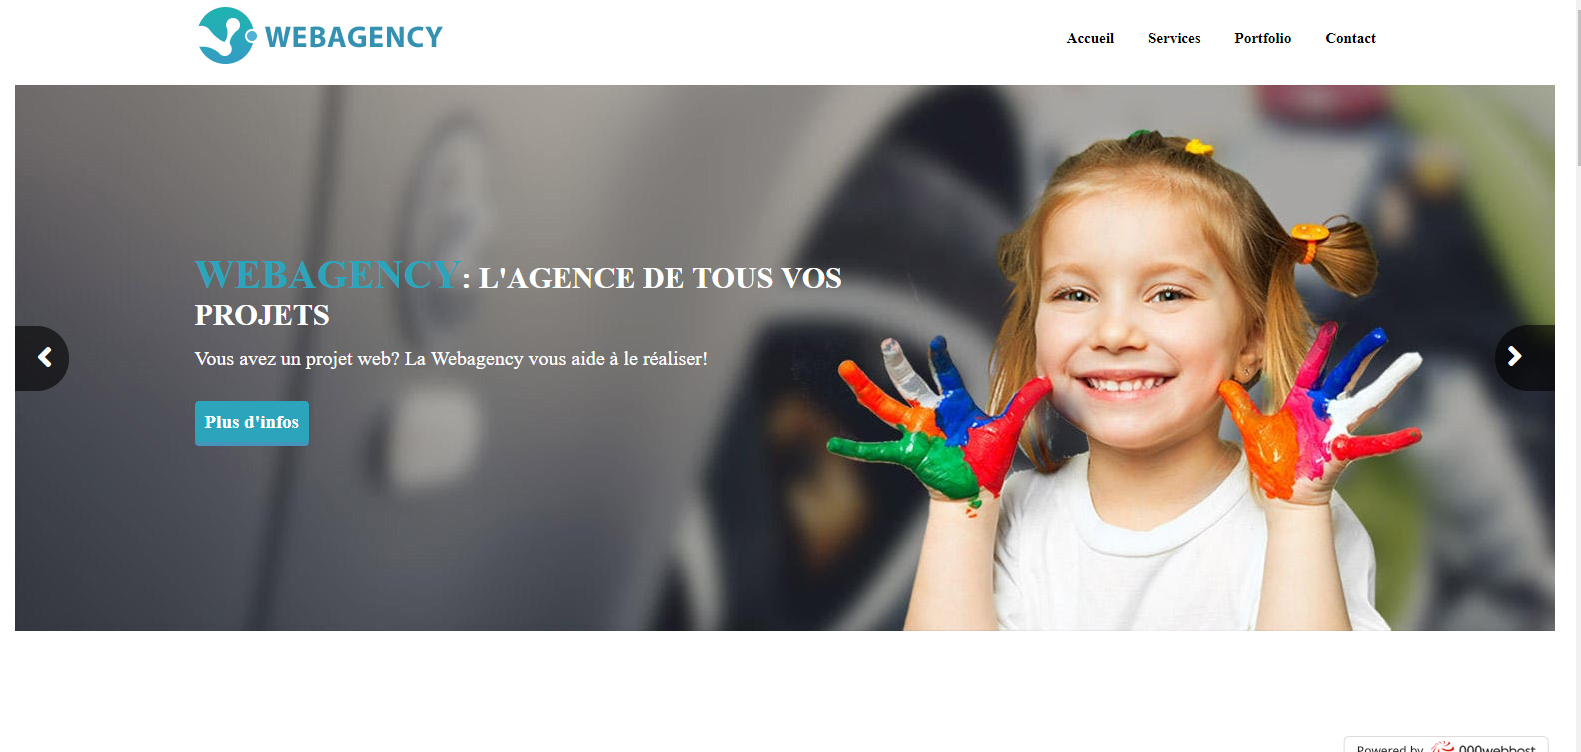 WEBAGENCY
Accueil Services Portfolio Contact
WEBAGENCY: L'AGENCE DE TOUS VOS
PROJETS
Vous avez un projet web? La Webagency vous aide à le réaliser!
Plus d'infos
Powered by 000webhost